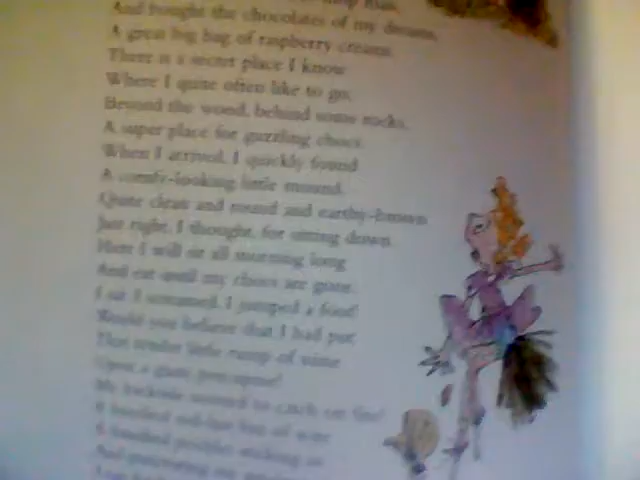 And bought the chocolates of my dreams,
A great big bag of raspberry creams.
There is a secret place I know
Where I quite often like to go,
Beyond the wood, behind some rocks,
A super place for guzzling chocs.
When I arrived, I quickly found
A comfy-looking little mound,
Quite clean and round and earthy-brown
Just right, I thought, for sitting down.
Here I will sit all morning long
And eat until my chocs are gone.
I sat. I screamed. I jumped a foot!
Would you believe that I had put
That tender little rump of mine
Upon a giant porcupine!
My backside seemed to catch on fire!
A hundred red-hot bits of wire
A hundred prickles sticking in
And puncturing my